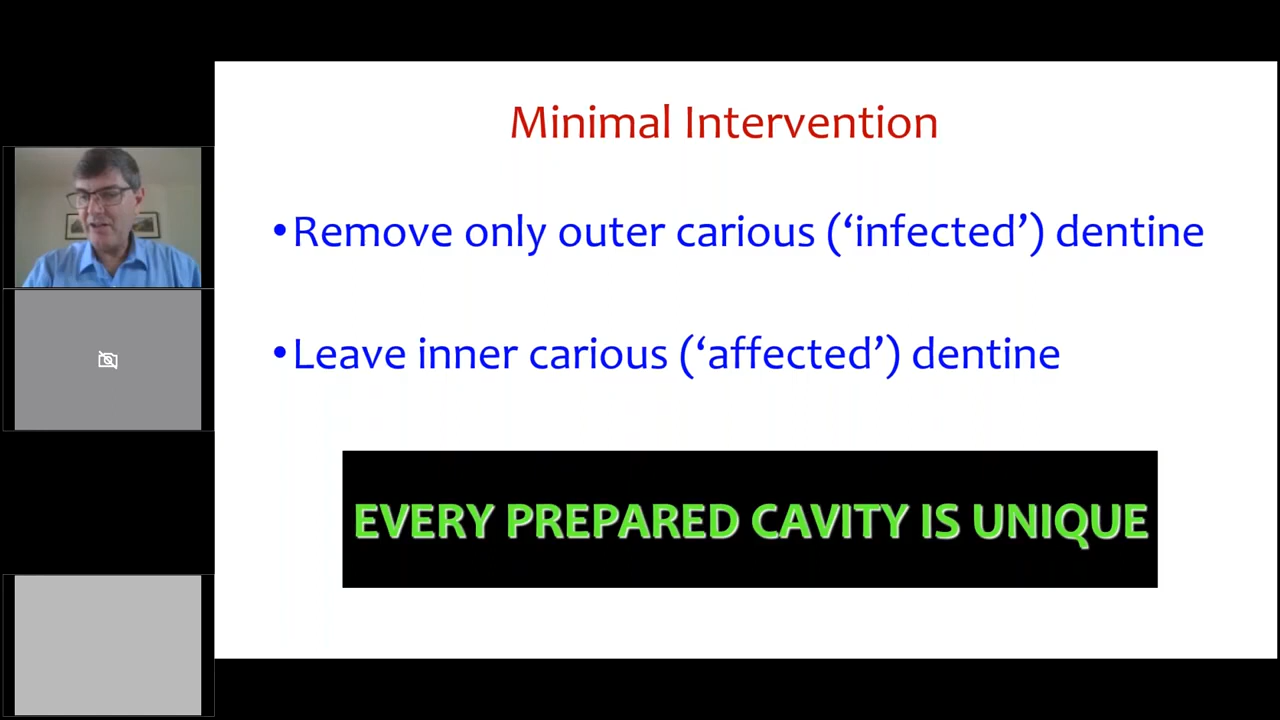 Minimal Intervention
•Remove only outer carious (‘infected’) dentine
•Leave inner carious (‘affected’) dentine
EVERY PREPARED CAVITY IS UNIQUE